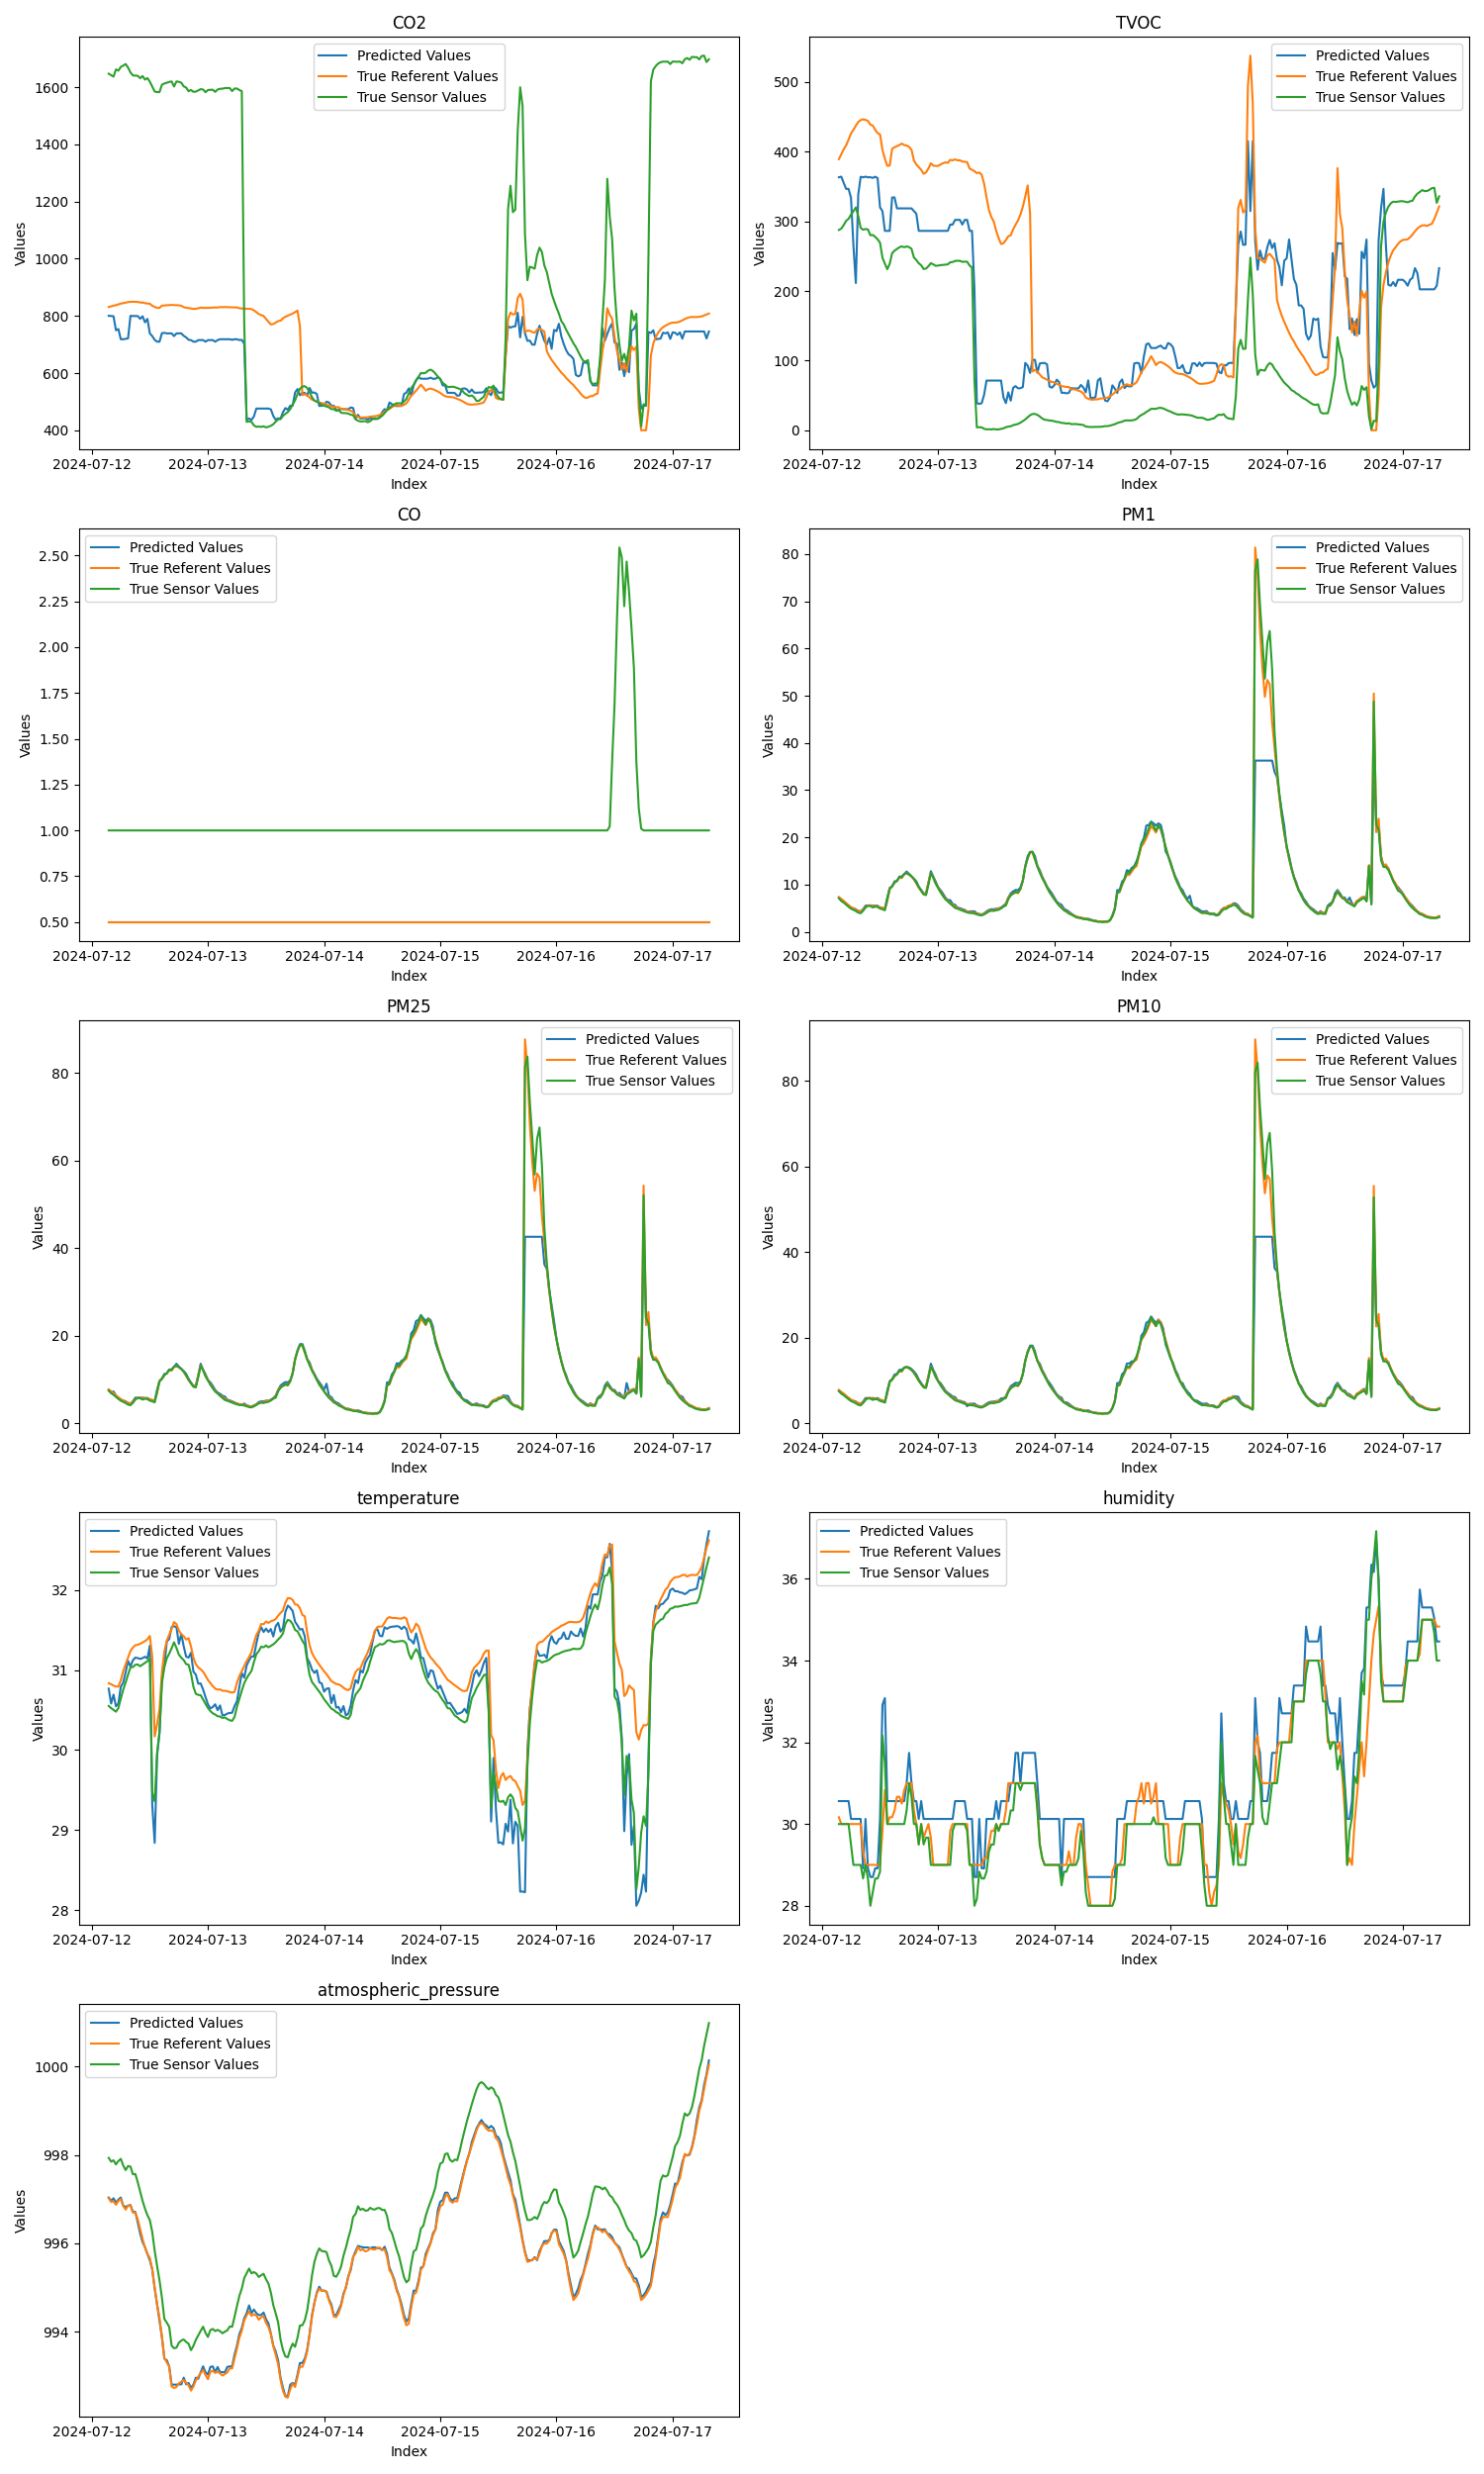 CO2
Predicted Values
True Referent Values
True Sensor Values
Values
1600
1400
1200
1000
800
600
400
2024-07-12 2024-07-13 2024-07-14 2024-07-15 2024-07-16 2024-07-17
Index
TVOC
Predicted Values
True Referent Values
True Sensor Values
Values
500
400
300
200
100
0
2024-07-12 2024-07-13 2024-07-14 2024-07-15 2024-07-16 2024-07-17
Index
CO
Predicted Values
True Referent Values
True Sensor Values
Values
2.50
2.25
2.00
1.75
1.50
1.25
1.00
0.75
0.50
2024-07-12 2024-07-13 2024-07-14 2024-07-15 2024-07-16 2024-07-17
Index
PM1
Predicted Values
True Referent Values
True Sensor Values
Values
80
70
60
50
40
30
20
10
0
2024-07-12 2024-07-13 2024-07-14 2024-07-15 2024-07-16 2024-07-17
Index
PM25
Predicted Values
True Referent Values
True Sensor Values
Values
80
60
40
20
0
2024-07-12 2024-07-13 2024-07-14 2024-07-15 2024-07-16 2024-07-17
Index
PM10
Predicted Values
True Referent Values
True Sensor Values
Values
80
60
40
20
0
2024-07-12 2024-07-13 2024-07-14 2024-07-15 2024-07-16 2024-07-17
Index
temperature
Predicted Values
True Referent Values
True Sensor Values
Values
32
31
30
29
28
2024-07-12 2024-07-13 2024-07-14 2024-07-15 2024-07-16 2024-07-17
Index
humidity
Predicted Values
True Referent Values
True Sensor Values
Values
36
34
32
30
28
2024-07-12 2024-07-13 2024-07-14 2024-07-15 2024-07-16 2024-07-17
Index
atmospheric_pressure
Predicted Values
True Referent Values
True Sensor Values
Values
1000
998
996
994
2024-07-12 2024-07-13 2024-07-14 2024-07-15 2024-07-16 2024-07-17
Index